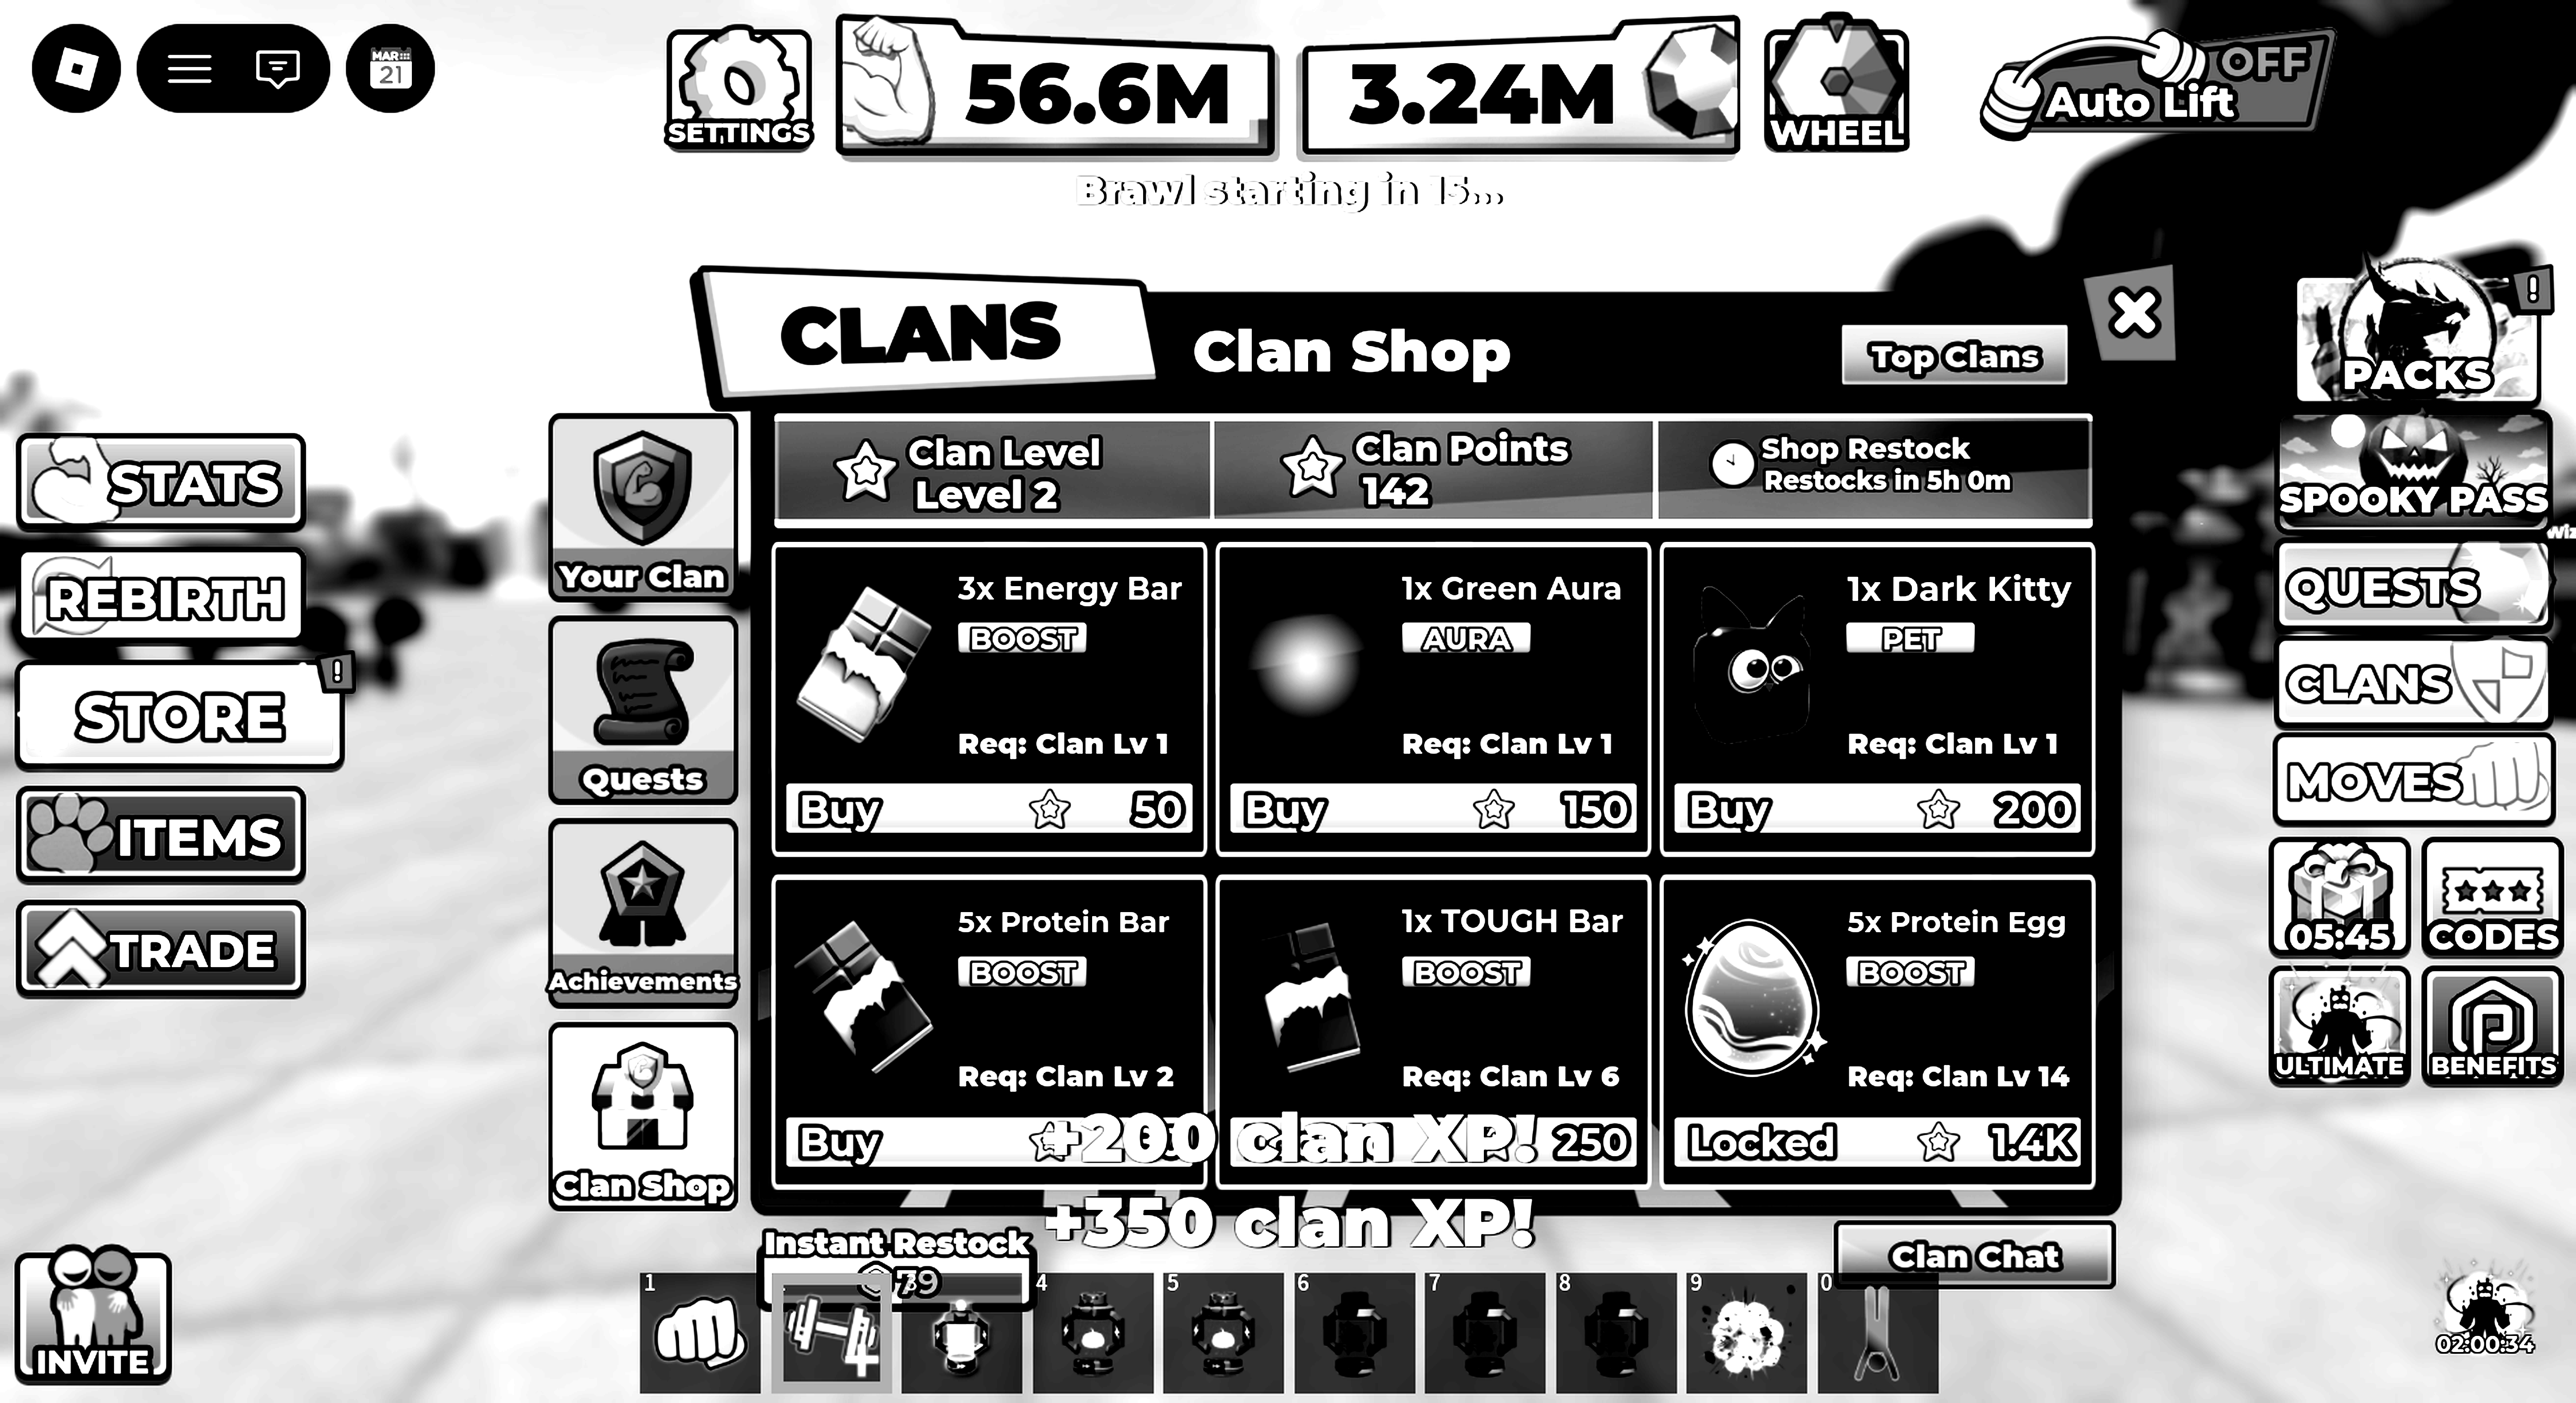 MAR
21
SETTINGS
56.6M
3.24M
WHEEL
OFF
Auto Lift
Brawl starting in 15...
CLANS
Clan Shop
Top Clans
PACKS
!
SPOOKY PASS
QUESTS
CLANS
MOVES
05:45
CODES
ULTIMATE
BENEFITS
STATS
REBIRTH
STORE
!
ITEMS
TRADE
INVITE
Your Clan
Quests
Achievements
Clan Shop
Clan Level
Level 2
Clan Points
142
Shop Restock
Restocks in 5h 0m
3x Energy Bar
BOOST
Req: Clan Lv 1
Buy 50
1x Green Aura
AURA
Req: Clan Lv 1
Buy 150
1x Dark Kitty
PET
Req: Clan Lv 1
Buy 200
5x Protein Bar
BOOST
Req: Clan Lv 2
Buy
1x TOUGH Bar
BOOST
Req: Clan Lv 6
250
5x Protein Egg
BOOST
Req: Clan Lv 14
Locked 1.4K
+200 clan XP!
+350 clan XP!
Instant Restock
79
Clan Chat
1
4
5
6
7
8
9
0
02:00:34